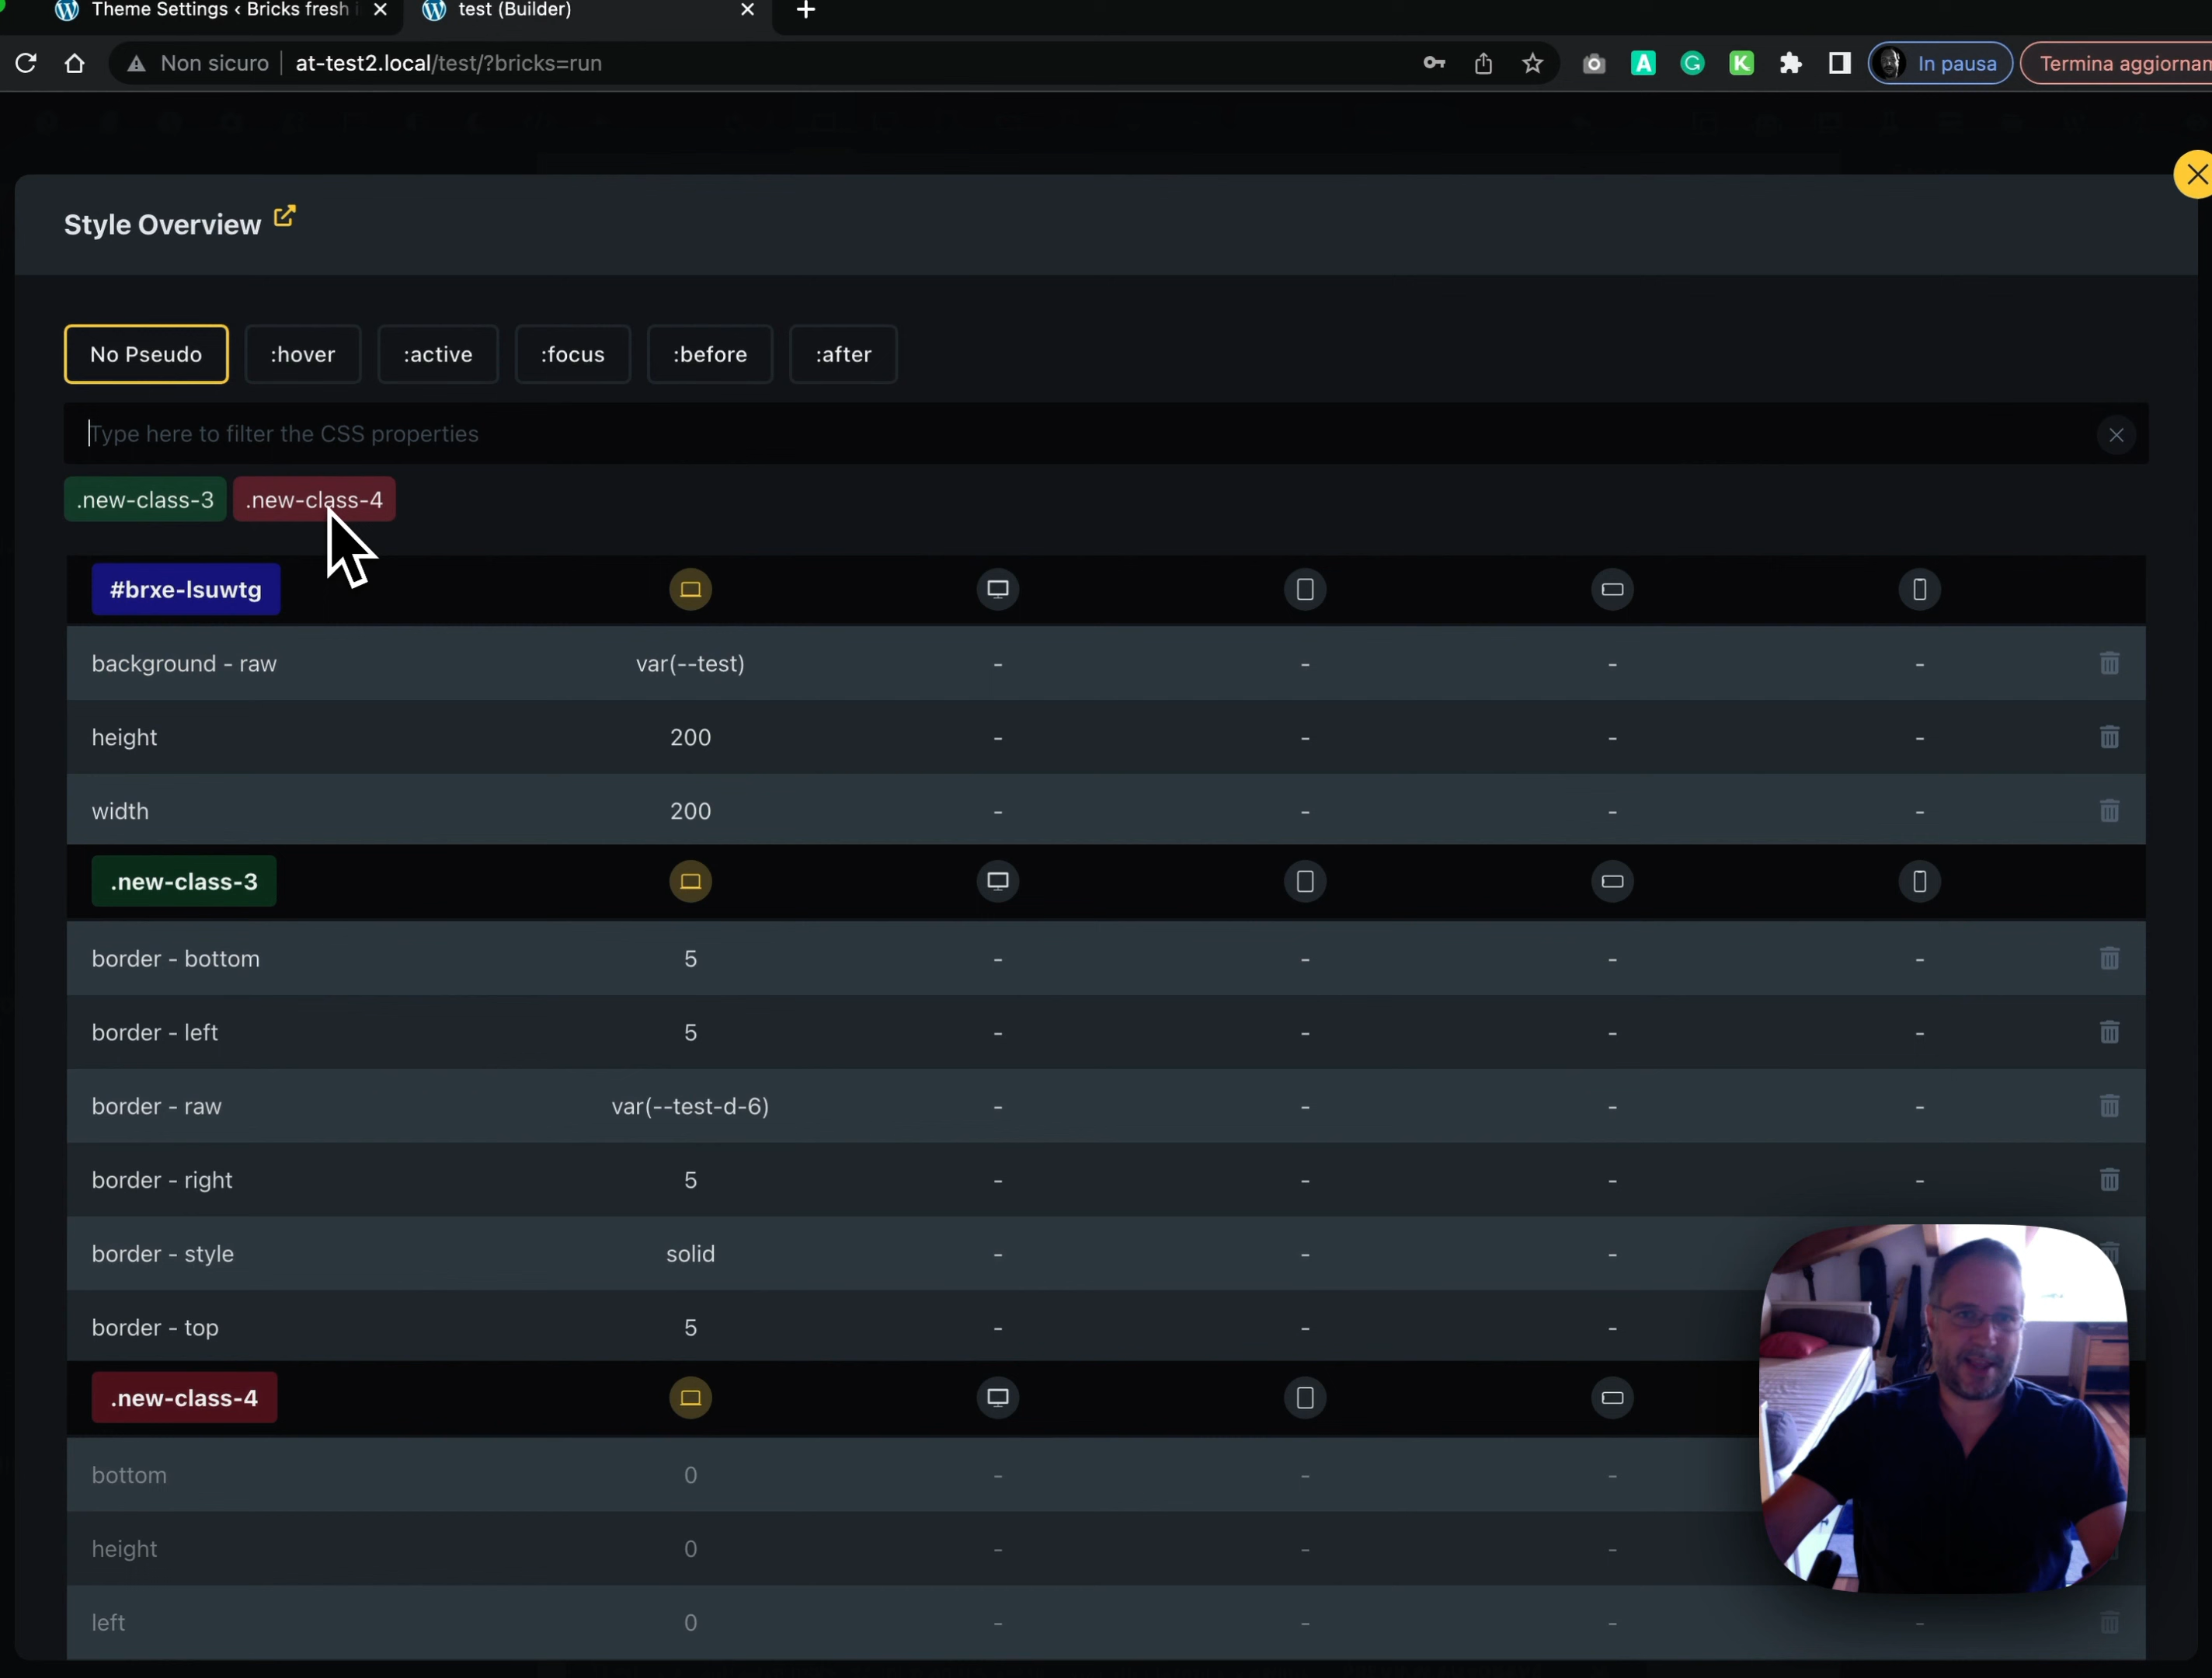 Theme Settings ‹ Bricks fresh i
test (Builder)
Non sicuro
at-test2.local/test/?bricks=run
In pausa
Termina aggiornam
Style Overview
No Pseudo
:hover
:active
:focus
:before
:after
Type here to filter the CSS properties
.new-class-3
.new-class-4
#brxe-lsuwtg
background - raw var(--test) - - - -
height 200 - - - -
width 200 - - - -
.new-class-3
border - bottom 5 - - - -
border - left 5 - - - -
border - raw var(--test-d-6) - - - -
border - right 5 - - - -
border - style solid - - -
border - top 5 - - -
.new-class-4
bottom 0 - - -
height 0 - - -
left 0 - - - -